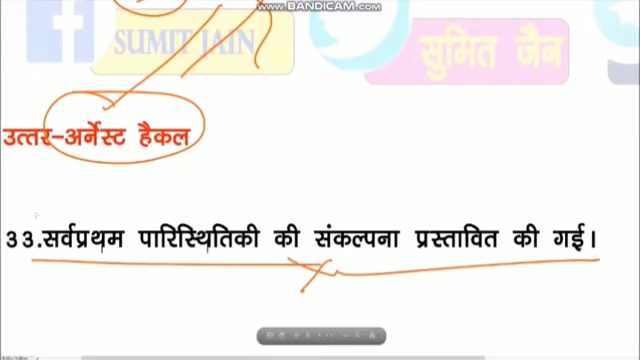 WWW.BANDICAM.COM
SUMIT JAIN
सुमित जैन
उत्तर-अर्नेस्ट हैकल
33.सर्वप्रथम पारिस्थितिकी की संकल्पना प्रस्तावित की गई।